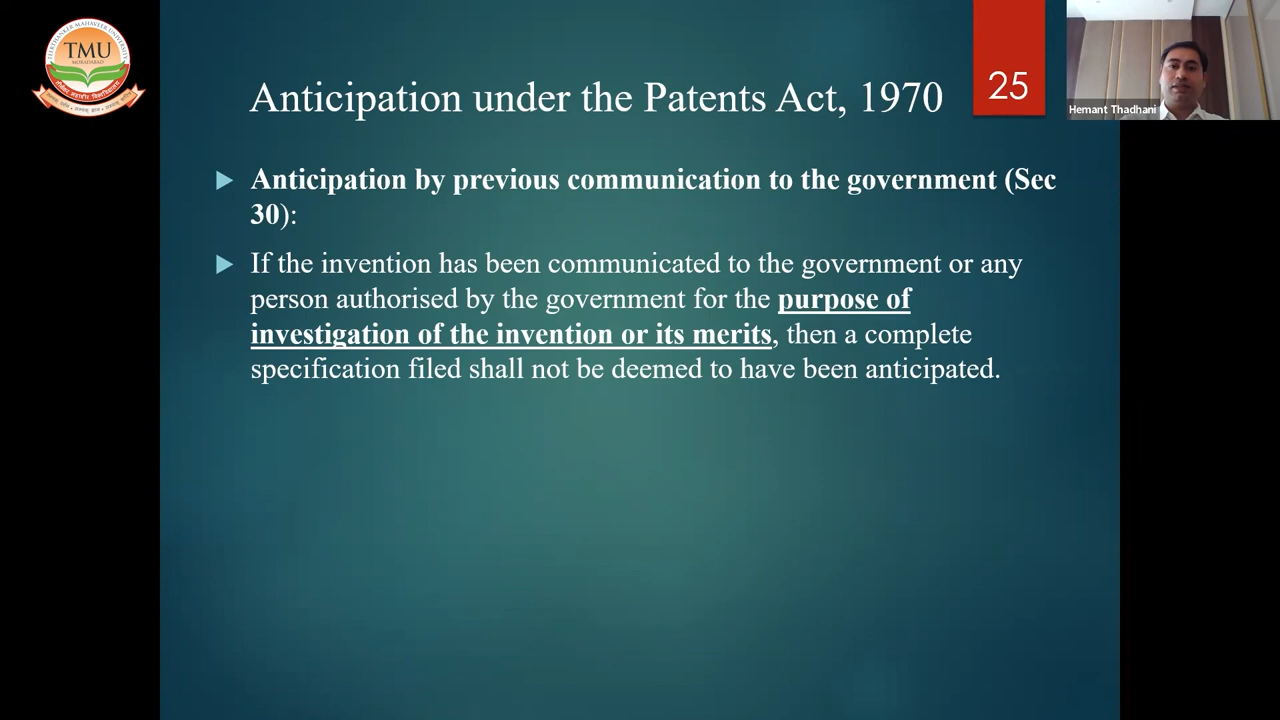 TEERTHANKER MAHAVEER UNIVERSITY
TMU
MORADABAD
Anticipation under the Patents Act, 1970
25
Hemant Thadhani
Anticipation by previous communication to the government (Sec
30):
If the invention has been communicated to the government or any
person authorised by the government for the purpose of
investigation of the invention or its merits, then a complete
specification filed shall not be deemed to have been anticipated.